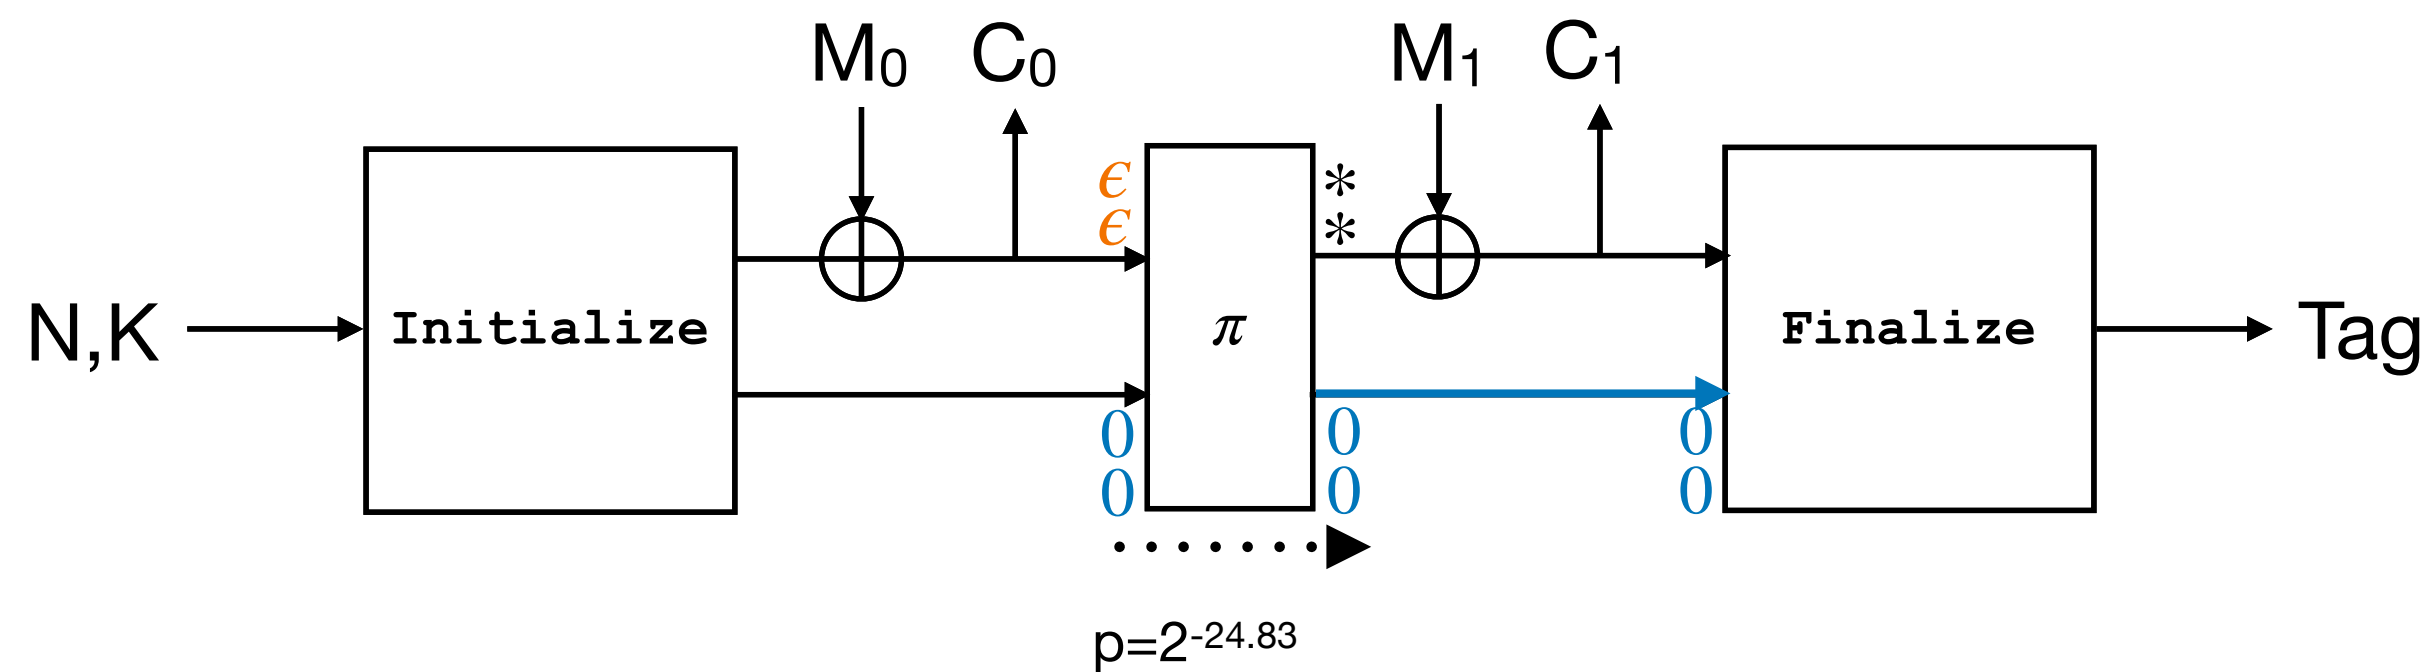 M₀ C₀ M₁ C₁
ϵ *
ϵ *
N,K Initialize π Finalize Tag
0 0 0
0 0 0
p=2⁻²⁴·⁸³